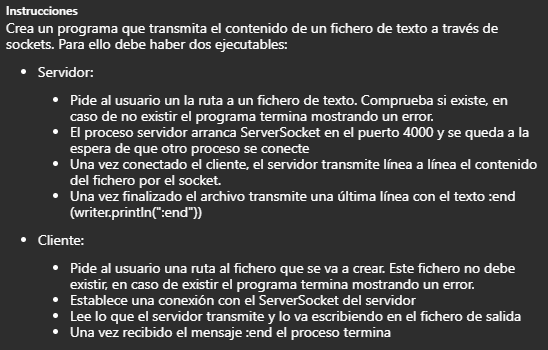 Instrucciones
Crea un programa que transmita el contenido de un fichero de texto a través de
sockets. Para ello debe haber dos ejecutables:
• Servidor:
• Pide al usuario un la ruta a un fichero de texto. Comprueba si existe, en
caso de no existir el programa termina mostrando un error.
• El proceso servidor arranca ServerSocket en el puerto 4000 y se queda a la
espera de que otro proceso se conecte
• Una vez conectado el cliente, el servidor transmite línea a línea el contenido
del fichero por el socket.
• Una vez finalizado el archivo transmite una última línea con el texto :end
(writer.println(":end"))
• Cliente:
• Pide al usuario una ruta al fichero que se va a crear. Este fichero no debe
existir, en caso de existir el programa termina mostrando un error.
• Establece una conexión con el ServerSocket del servidor
• Lee lo que el servidor transmite y lo va escribiendo en el fichero de salida
• Una vez recibido el mensaje :end el proceso termina